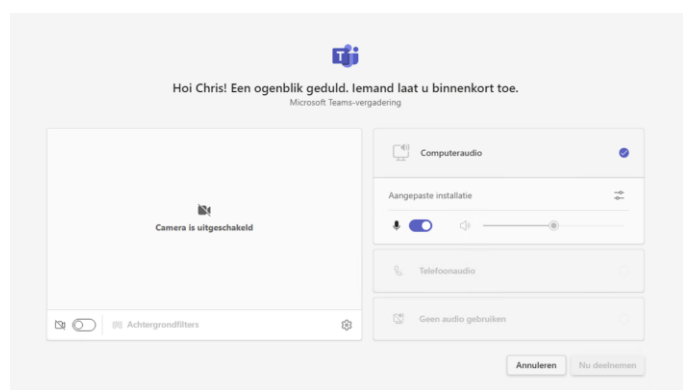 Hoi Chris! Een ogenblik geduld. Iemand laat u binnenkort toe.
Microsoft Teams-vergadering
Camera is uitgeschakeld
Achtergrondfilters
Computeraudio
Aangepaste installatie
Telefoonaudio
Geen audio gebruiken
Annuleren
Nu deelnemen